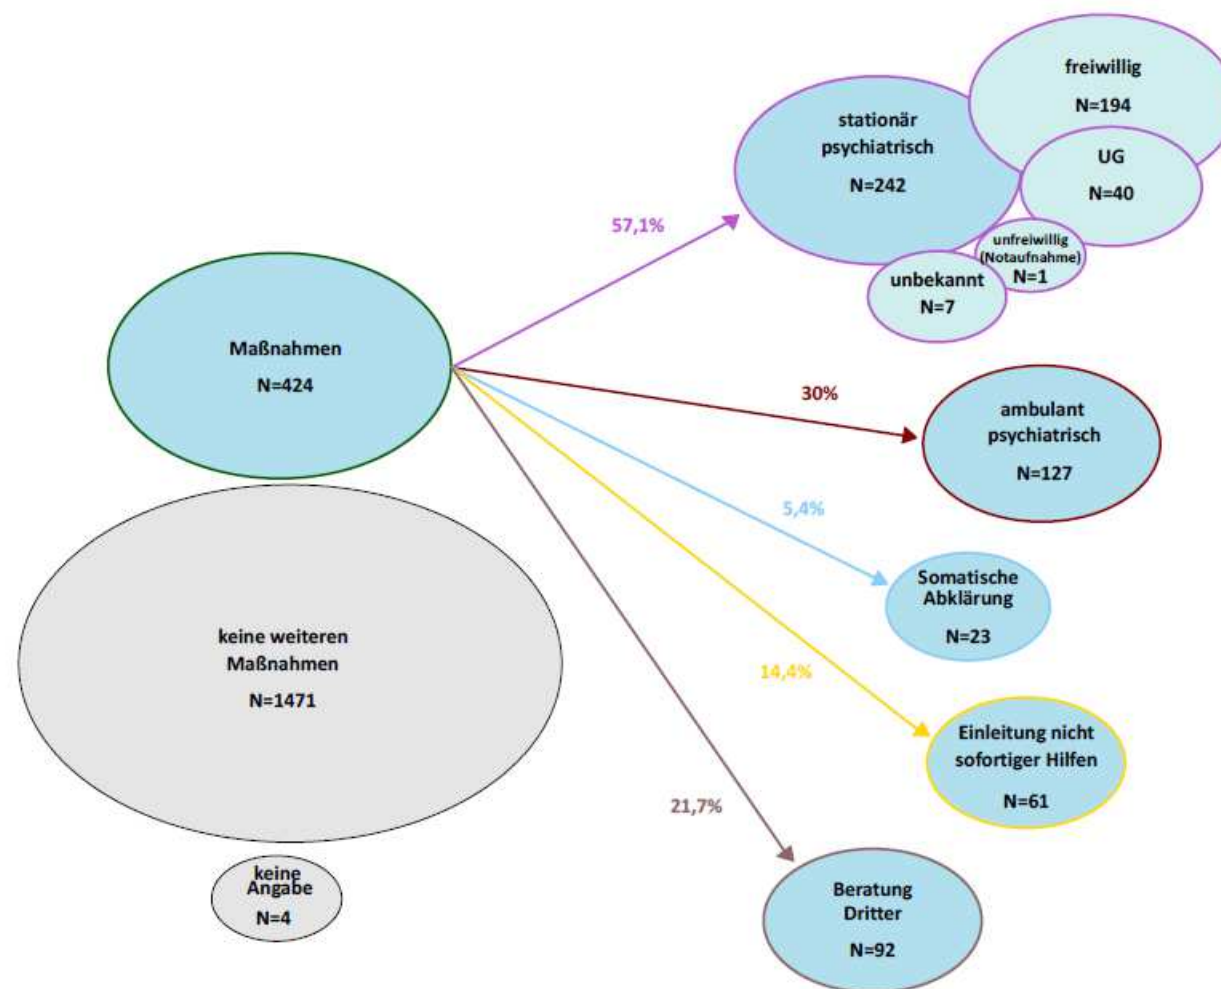 freiwillig
N=194
stationär
psychiatrisch
N=242
UG
N=40
unfreiwillig
(Notaufnahme)
N=1
unbekannt
N=7
57,1%
Maßnahmen
N=424
30%
ambulant
psychiatrisch
N=127
5,4%
Somatische
Abklärung
N=23
keine weiteren
Maßnahmen
N=1471
14,4%
Einleitung nicht
sofortiger Hilfen
N=61
21,7%
keine
Angabe
N=4
Beratung
Dritter
N=92